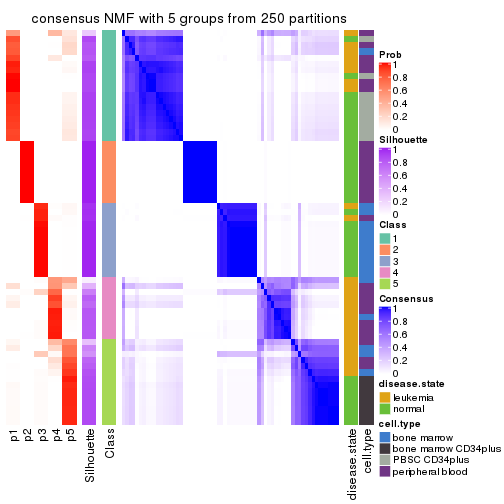 consensus NMF with 5 groups from 250 partitions
Prob
1
0.8
0.6
0.4
0.2
0
Silhouette
1
0.8
0.6
0.4
0.2
0
Class
1
2
3
4
5
Consensus
1
0.8
0.6
0.4
0.2
0
disease.state
leukemia
normal
cell.type
bone marrow
bone marrow CD34plus
PBSC CD34plus
peripheral blood
p1
p2
p3
p4
p5
Silhouette
Class
disease.state
cell.type